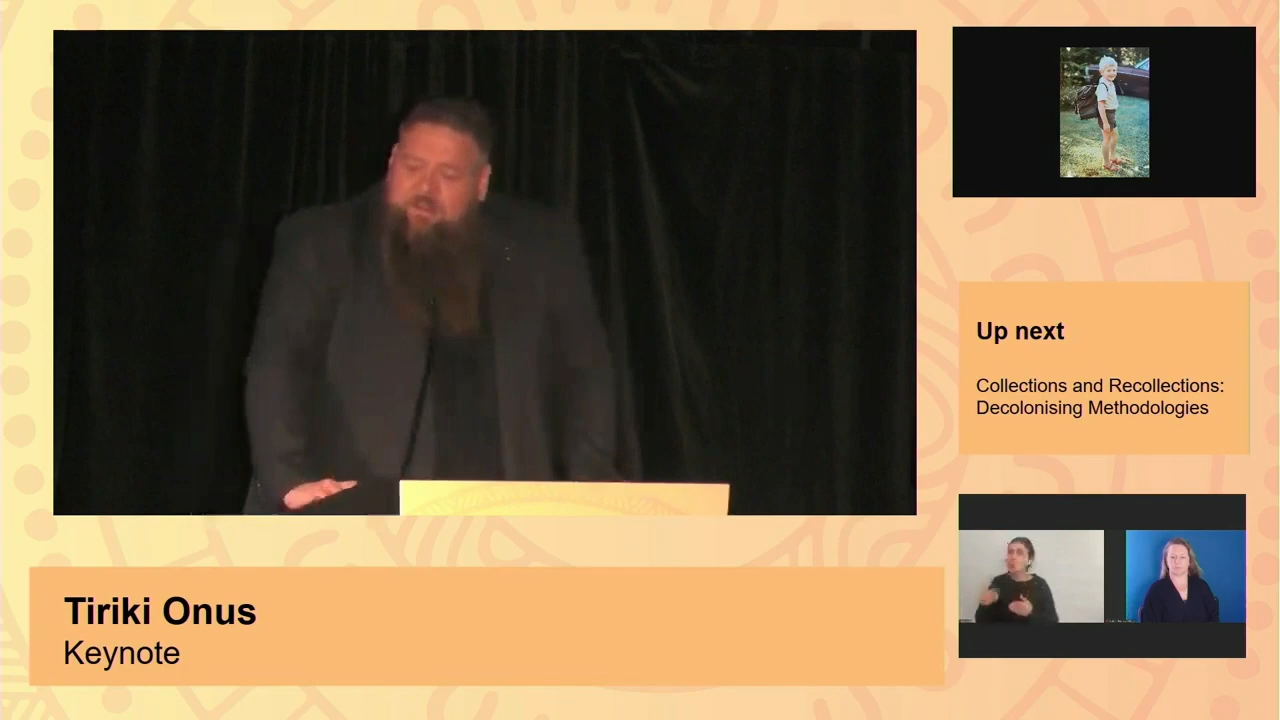 Up next
Collections and Recollections:
Decolonising Methodologies
Tiriki Onus
Keynote